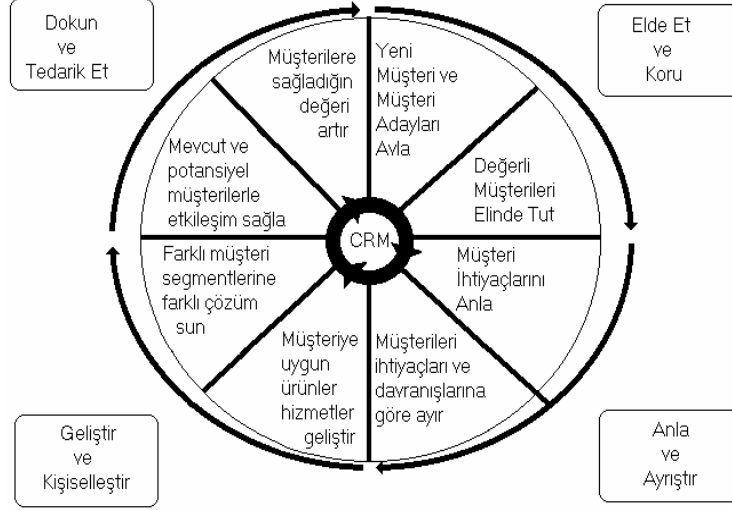 Dokun
ve
Tedarik Et
Elde Et
ve
Koru
Müşterilere
sağladığın
değeri
artır
Yeni
Müşteri ve
Müşteri
Adayları
Avla
Mevcut ve
potansiyel
müşterilerle
etkileşim sağla
Değerli
Müşterileri
Elinde Tut
CRM
Farklı müşteri
segmentlerine
farklı çözüm
sun
Müşteri
İhtiyaçlarını
Anla
Müşteriye
uygun
ürünler
hizmetler
geliştir
Müşterileri
ihtiyaçları ve
davranışlarına
göre ayır
Geliştir
ve
Kişiselleştir
Anla
ve
Ayrıştır